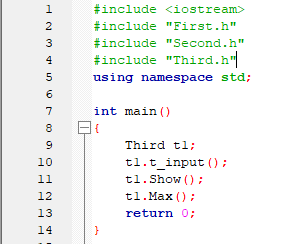 1 #include <iostream>
2 #include "First.h"
3 #include "Second.h"
4 #include "Third.h"
5 using namespace std;
6
7 int main()
8 {
9 Third t1;
10 t1.t_input();
11 t1.Show();
12 t1.Max();
13 return 0;
14 }